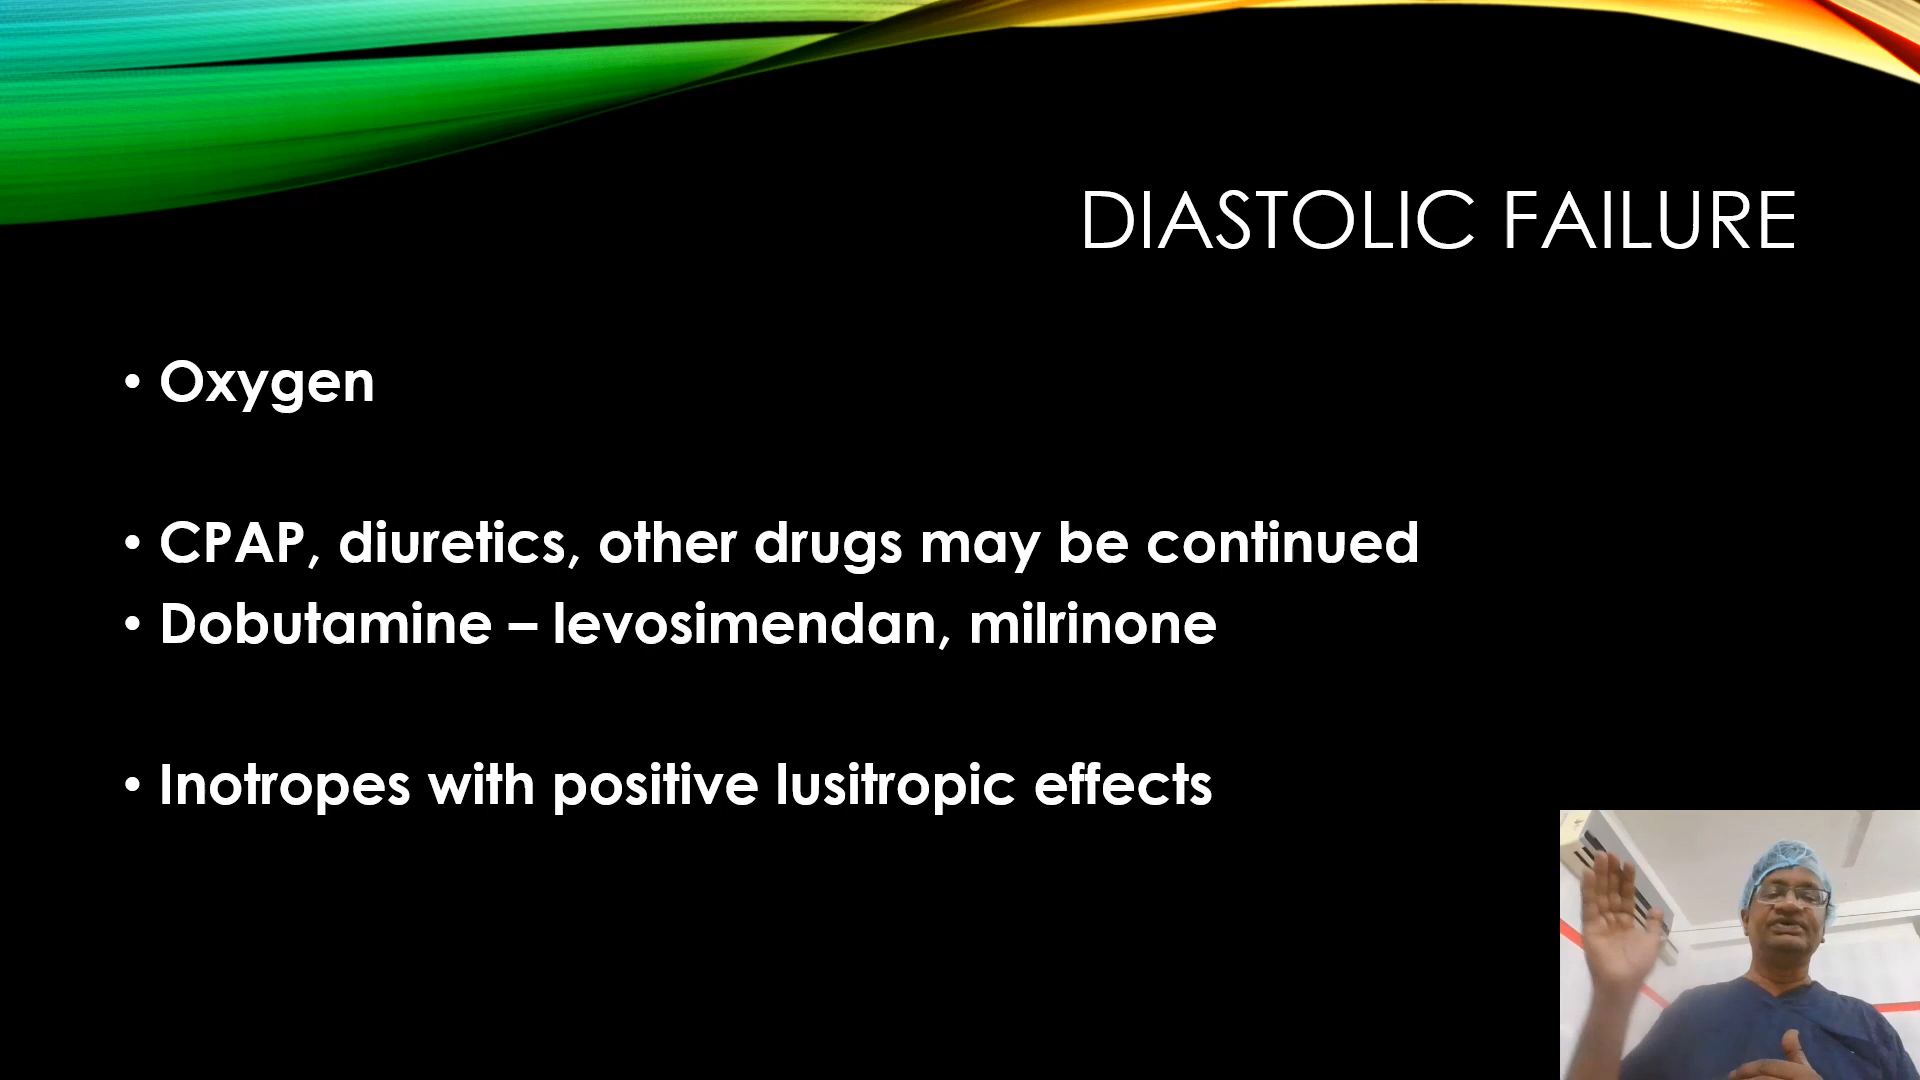 DIASTOLIC FAILURE
• Oxygen
• CPAP, diuretics, other drugs may be continued
• Dobutamine – levosimendan, milrinone
• Inotropes with positive lusitropic effects